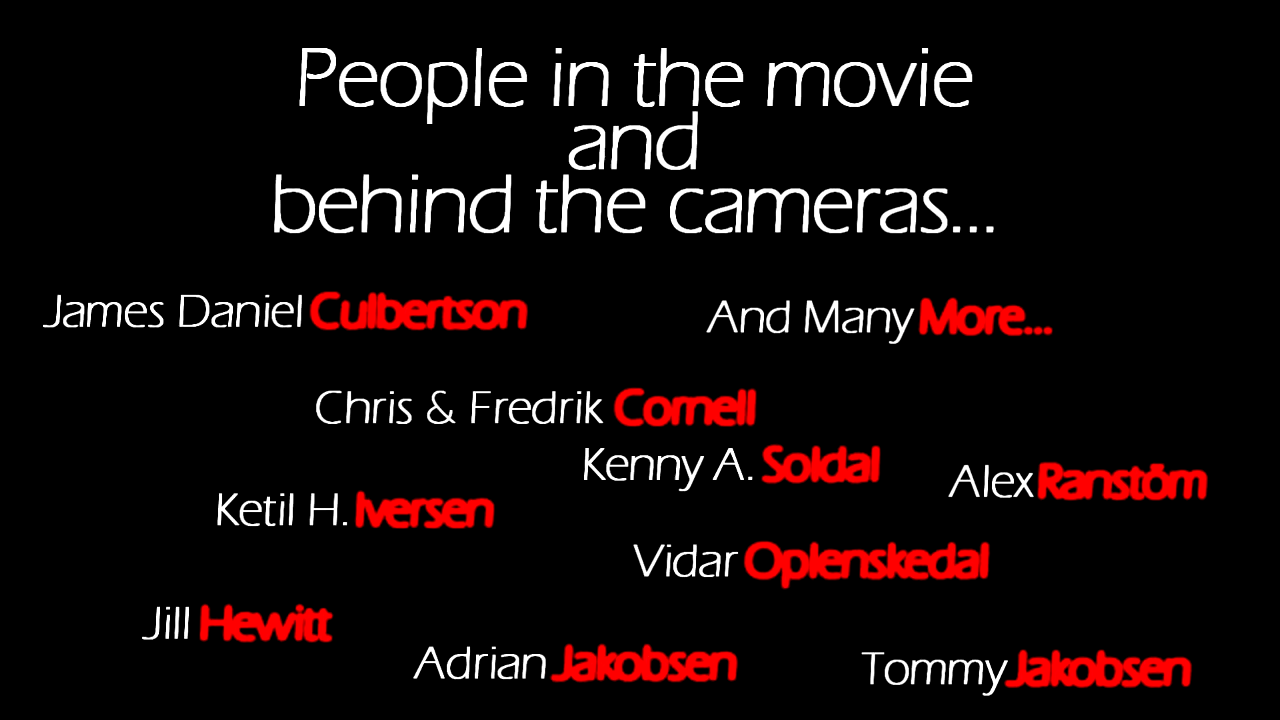 People in the movie
and
behind the cameras...
James Daniel Culbertson
And Many More...
Chris & Fredrik Cornell
Kenny A. Soldal
Alex Ranstöm
Ketil H. Iversen
Vidar Oplenskedal
Jill Hewitt
Adrian Jakobsen
Tommy Jakobsen